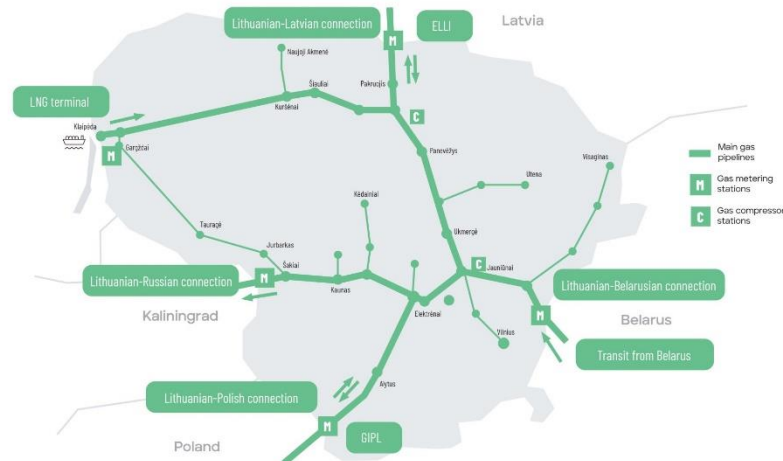 Lithuanian-Latvian connection
M
ELLI
Latvia
Naujoji Akmenė
Pakruojis
Šiauliai
Kuršėnai
LNG terminal
Klaipėda
C
M
Gargždai
Panevėžys
Visaginas
Utena
Main gas
pipelines
M
Gas metering
stations
C
Gas compressor
stations
Kėdainiai
Tauragė
Ukmergė
Jurbarkas
C
Jauniūnai
M
Šakiai
Kaunas
Lithuanian-Russian connection
Lithuanian-Belarusian connection
Elektrėnai
Kaliningrad
M
Belarus
Vilnius
Transit from Belarus
Alytus
Lithuanian-Polish connection
M
GIPL
Poland